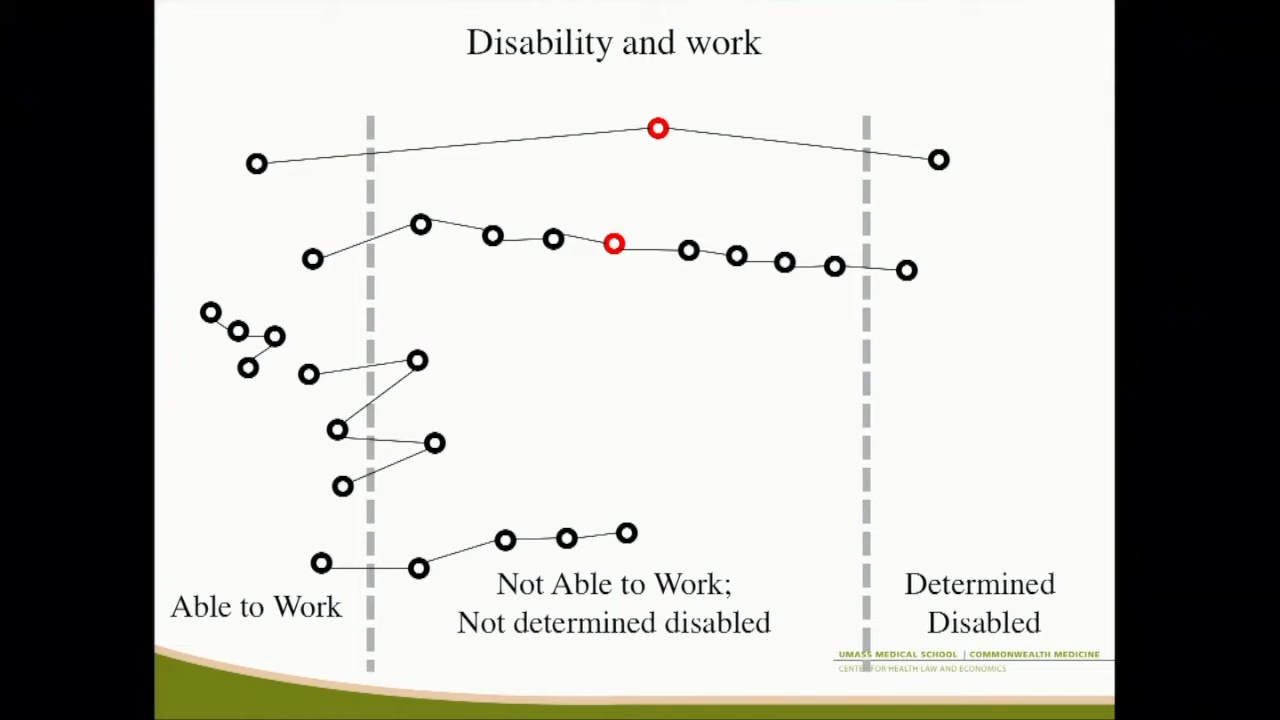 Disability and work
Able to Work
Not Able to Work;
Not determined disabled
Determined
Disabled
UMASS MEDICAL SCHOOL | COMMONWEALTH MEDICINE
CENTER FOR HEALTH LAW AND ECONOMICS